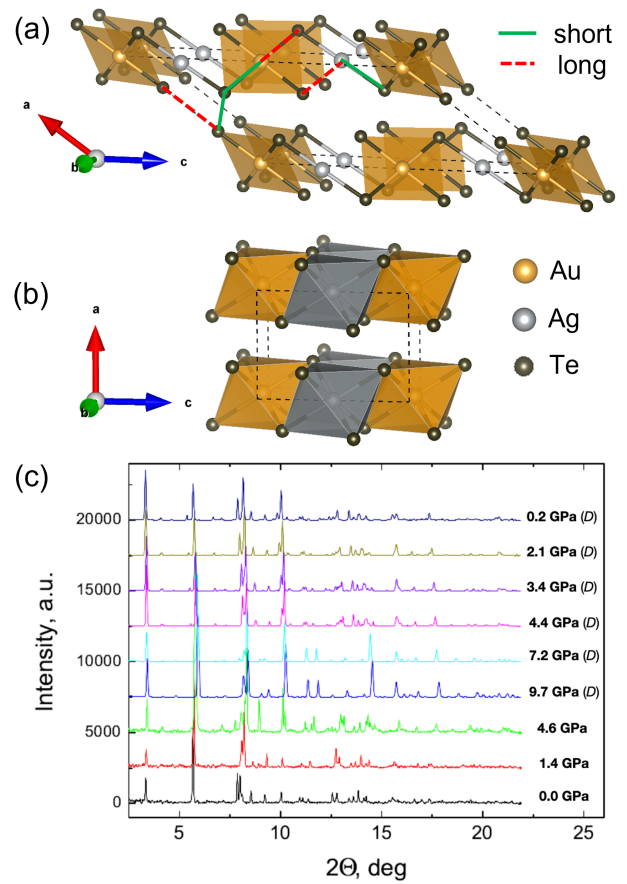 (a)
short
long
a
b
c
(b)
Au
Ag
Te
a
b
c
(c)
Intensity, a.u.
20000
15000
10000
5000
0
0.2 GPa (D)
2.1 GPa (D)
3.4 GPa (D)
4.4 GPa (D)
7.2 GPa (D)
9.7 GPa (D)
4.6 GPa
1.4 GPa
0.0 GPa
5 10 15 20 25
2Θ, deg